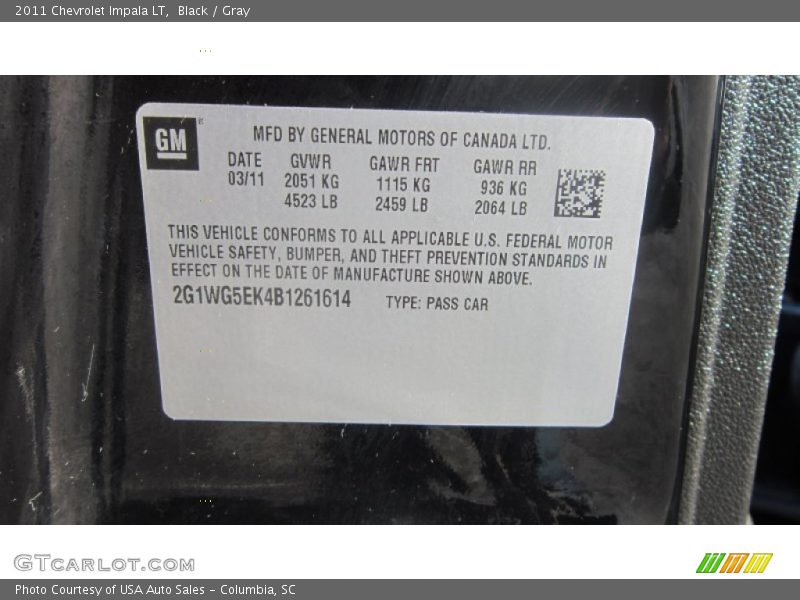 2011 Chevrolet Impala LT, Black / Gray
GM
MFD BY GENERAL MOTORS OF CANADA LTD.
DATE GVWR GAWR FRT GAWR RR
03/11 2051 KG 1115 KG 936 KG
4523 LB 2459 LB 2064 LB
THIS VEHICLE CONFORMS TO ALL APPLICABLE U.S. FEDERAL MOTOR
VEHICLE SAFETY, BUMPER, AND THEFT PREVENTION STANDARDS IN
EFFECT ON THE DATE OF MANUFACTURE SHOWN ABOVE.
2G1WG5EK4B1261614 TYPE: PASS CAR
GTCARLOT.COM
Photo Courtesy of USA Auto Sales - Columbia, SC